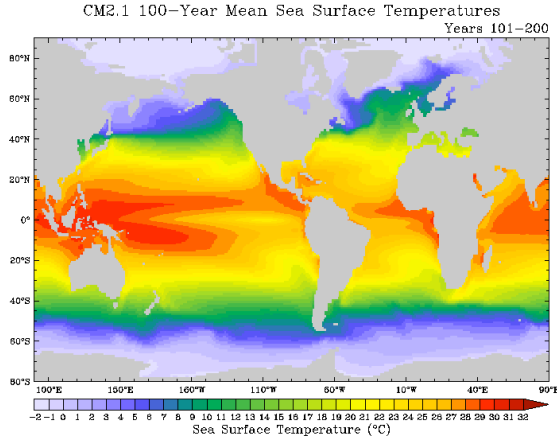 CM2.1 100-Year Mean Sea Surface Temperatures
Years 101-200
80°N
60°N
40°N
20°N
0°
20°S
40°S
60°S
80°S
100°E 150°E 160°W 110°W 60°W 10°W 40°E 90°E
-2 -1 0 1 2 3 4 5 6 7 8 9 10 11 12 13 14 15 16 17 18 19 20 21 22 23 24 25 26 27 28 29 30 31 32
Sea Surface Temperature (°C)